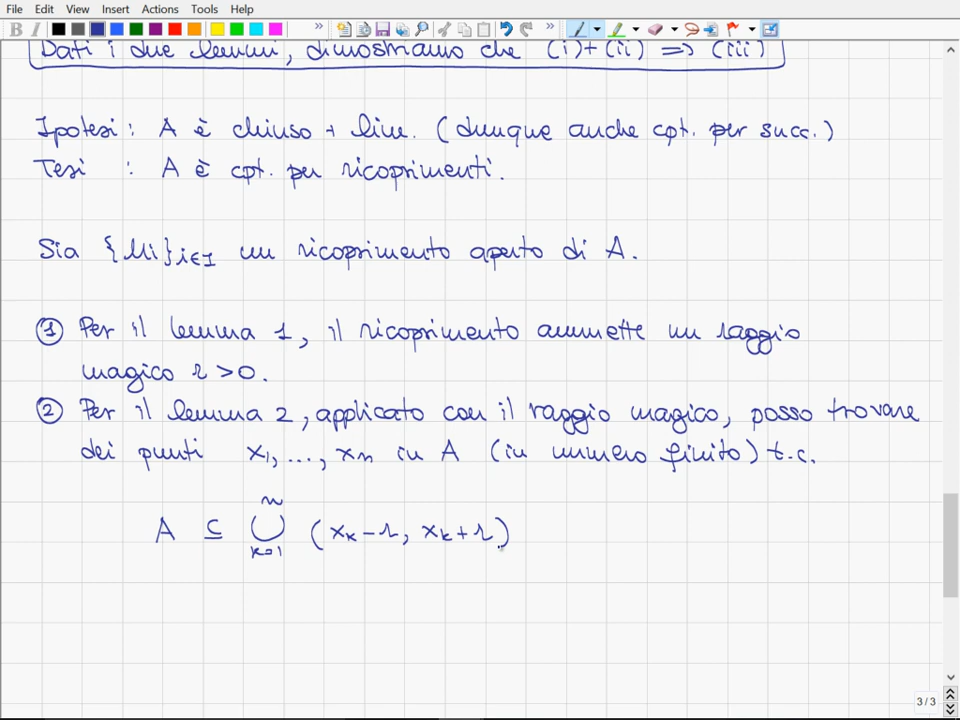 File Edit View Insert Actions Tools Help
B I
Dati i due lemmi, dimostriamo che (i)+(ii) => (iii)
Ipotesi : A è chiuso + lim. (dunque anche cpt. per succ.)
Tesi : A è cpt. per ricoprimenti.
Sia {Ui}i∈I un ricoprimento aperto di A.
① Per il lemma 1, il ricoprimento ammette un raggio
magico r > 0.
② Per il lemma 2, applicato con il raggio magico, posso trovare
dei punti x1, ..., xn in A (in numero finito) t.c.
A ⊆ ⋃_{k=1}^{n} (xk - r, xk + r)
3 / 3